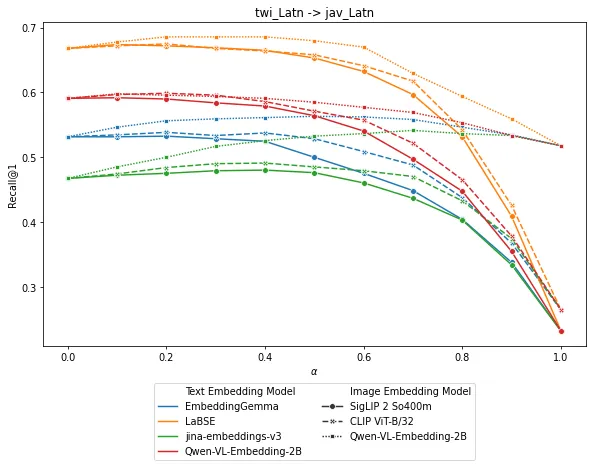 twi_Latn -> jav_Latn
Recall@1
0.7
0.6
0.5
0.4
0.3
0.0 0.2 0.4 0.6 0.8 1.0
α
Text Embedding Model Image Embedding Model
EmbeddingGemma SigLIP 2 So400m
LaBSE CLIP ViT-B/32
jina-embeddings-v3 Qwen-VL-Embedding-2B
Qwen-VL-Embedding-2B